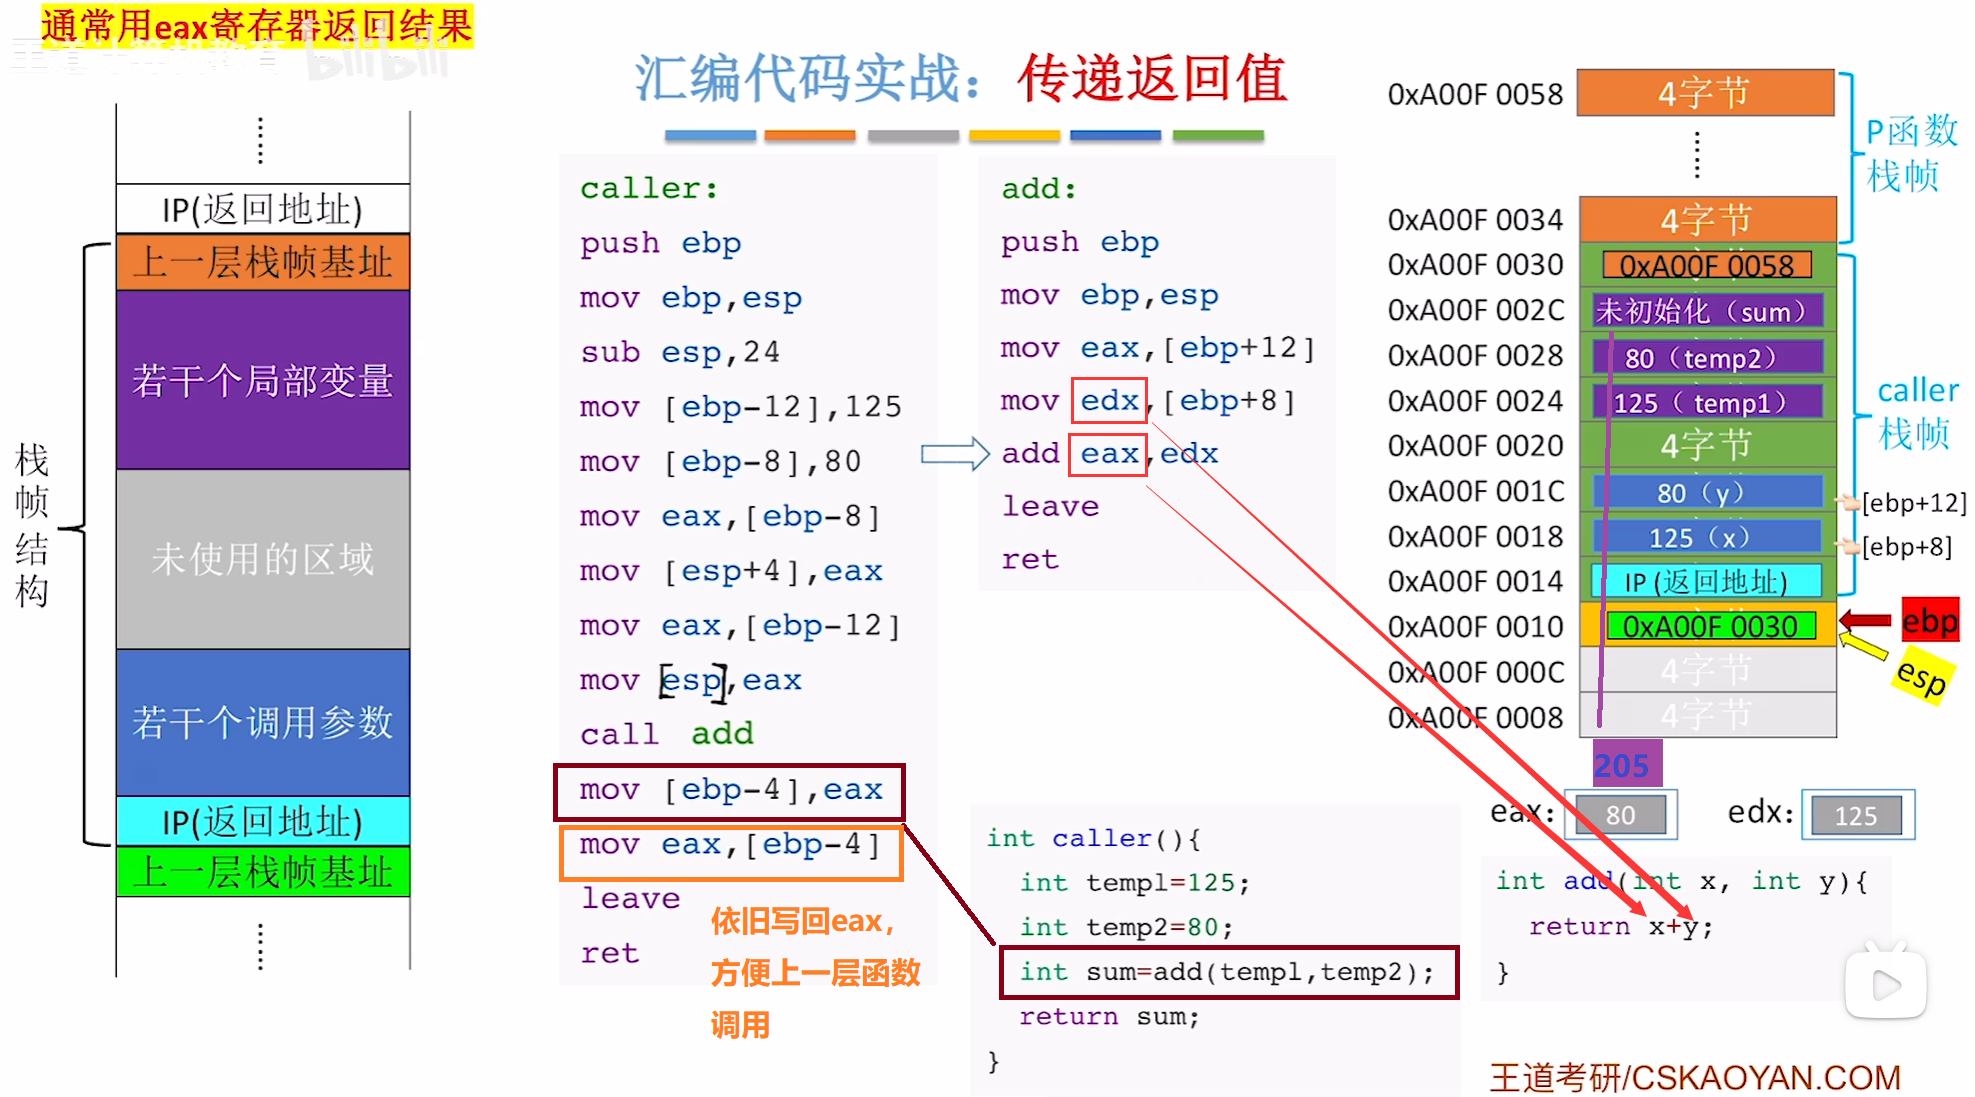 通常用eax寄存器返回结果
王道计算机教育 bilibili
汇编代码实战：传递返回值
IP(返回地址)
上一层栈帧基址
若干个局部变量
未使用的区域
若干个调用参数
IP(返回地址)
上一层栈帧基址
栈帧结构
caller:
push ebp
mov ebp,esp
sub esp,24
mov [ebp-12],125
mov [ebp-8],80
mov eax,[ebp-8]
mov [esp+4],eax
mov eax,[ebp-12]
mov [esp],eax
call add
mov [ebp-4],eax
mov eax,[ebp-4]
leave
ret
依旧写回eax，
方便上一层函数
调用
add:
push ebp
mov ebp,esp
mov eax,[ebp+12]
mov edx,[ebp+8]
add eax,edx
leave
ret
int caller(){
int temp1=125;
int temp2=80;
int sum=add(temp1,temp2);
return sum;
}
0xA00F 0058 4字节
P函数
栈帧
0xA00F 0034 4字节
0xA00F 0030 0xA00F 0058
0xA00F 002C 未初始化（sum）
0xA00F 0028 80（temp2）
0xA00F 0024 125（ temp1）
caller
栈帧
0xA00F 0020 4字节
0xA00F 001C 80（y） [ebp+12]
0xA00F 0018 125（x） [ebp+8]
0xA00F 0014 IP (返回地址)
0xA00F 0010 0xA00F 0030 ebp
esp
0xA00F 000C 4字节
0xA00F 0008 4字节
205
eax: 80 edx: 125
int add(int x, int y){
return x+y;
}
王道考研/CSKAOYAN.COM